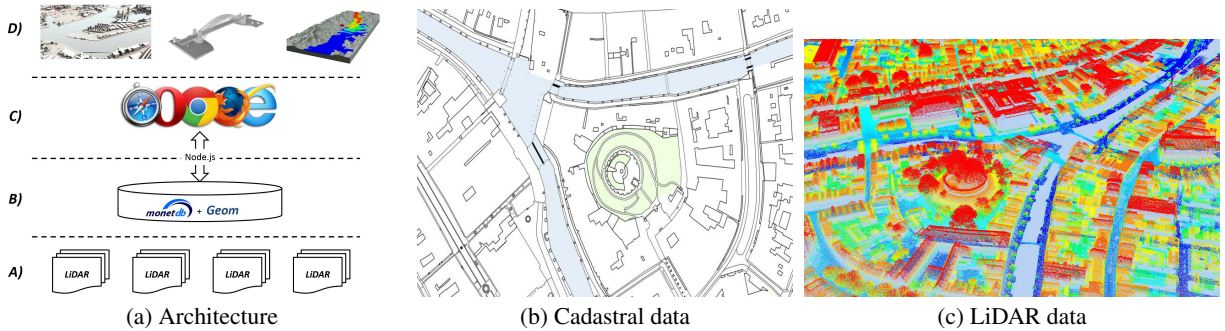 D)
C)
Node.js
B)
monetdb + Geom
A)
LiDAR LiDAR LiDAR LiDAR
(a) Architecture
(b) Cadastral data
(c) LiDAR data